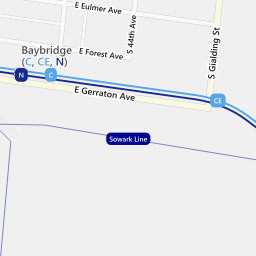 E Eulmer Ave
S 44th Ave
S Gialding St
Baybridge
(C, CE, N)
E Forest Ave
N
C
E Gerraton Ave
CE
Sowark Line